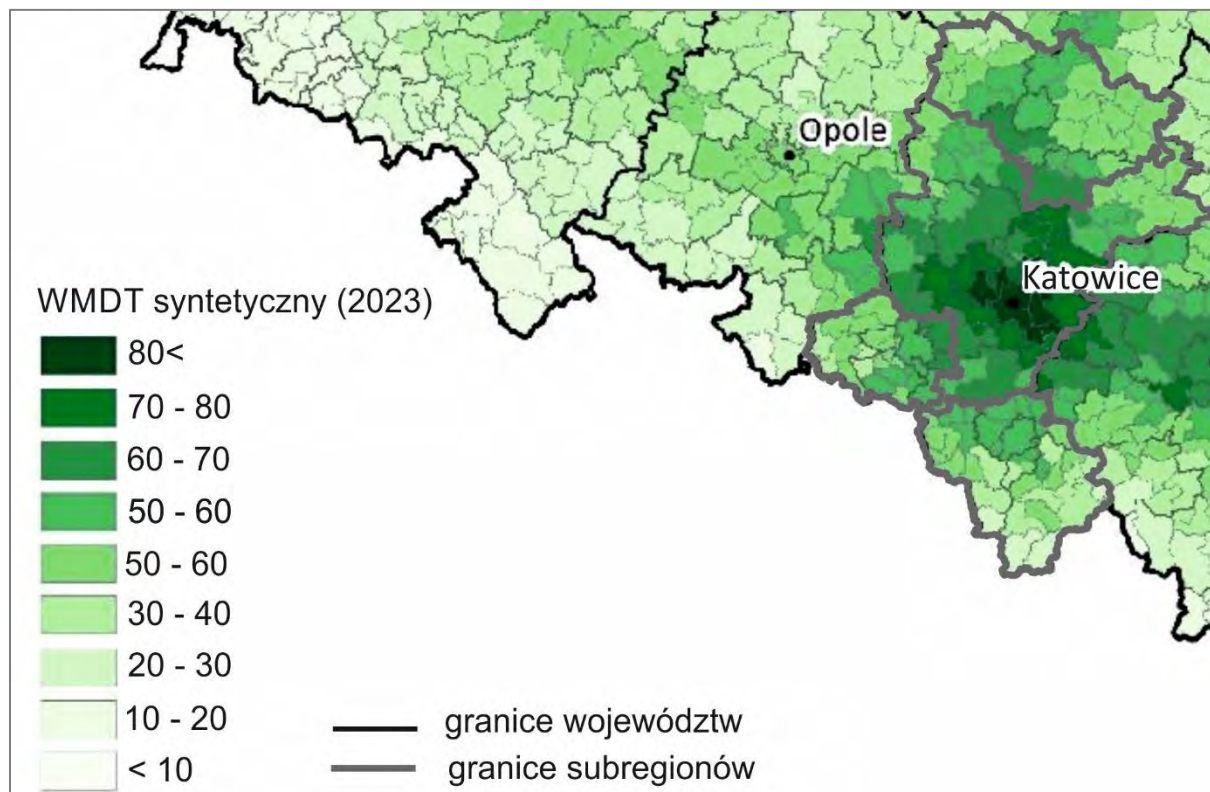 Opole
Katowice
WMDT syntetyczny (2023)
80<
70 - 80
60 - 70
50 - 60
50 - 60
30 - 40
20 - 30
10 - 20
< 10
granice województw
granice subregionów